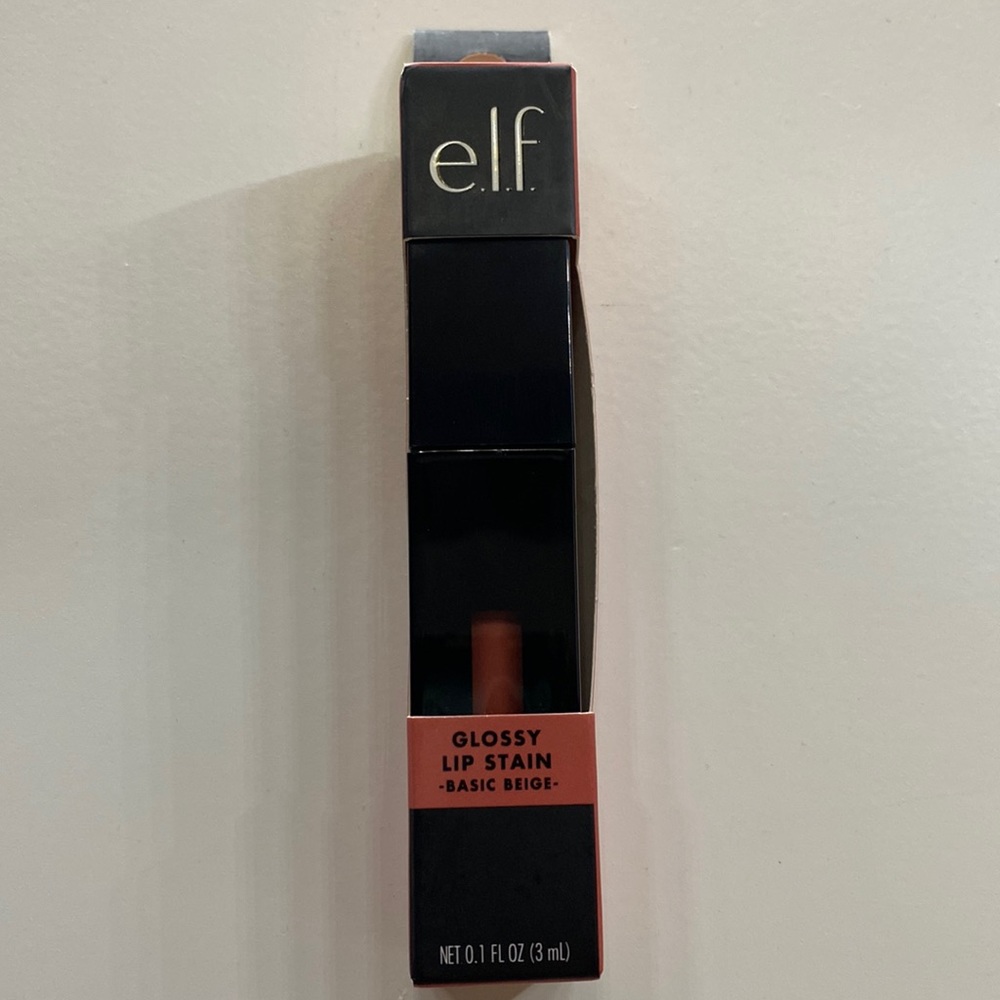 e.l.f.
GLOSSY
LIP STAIN
-BASIC BEIGE-
NET 0.1 FL OZ (3 mL)